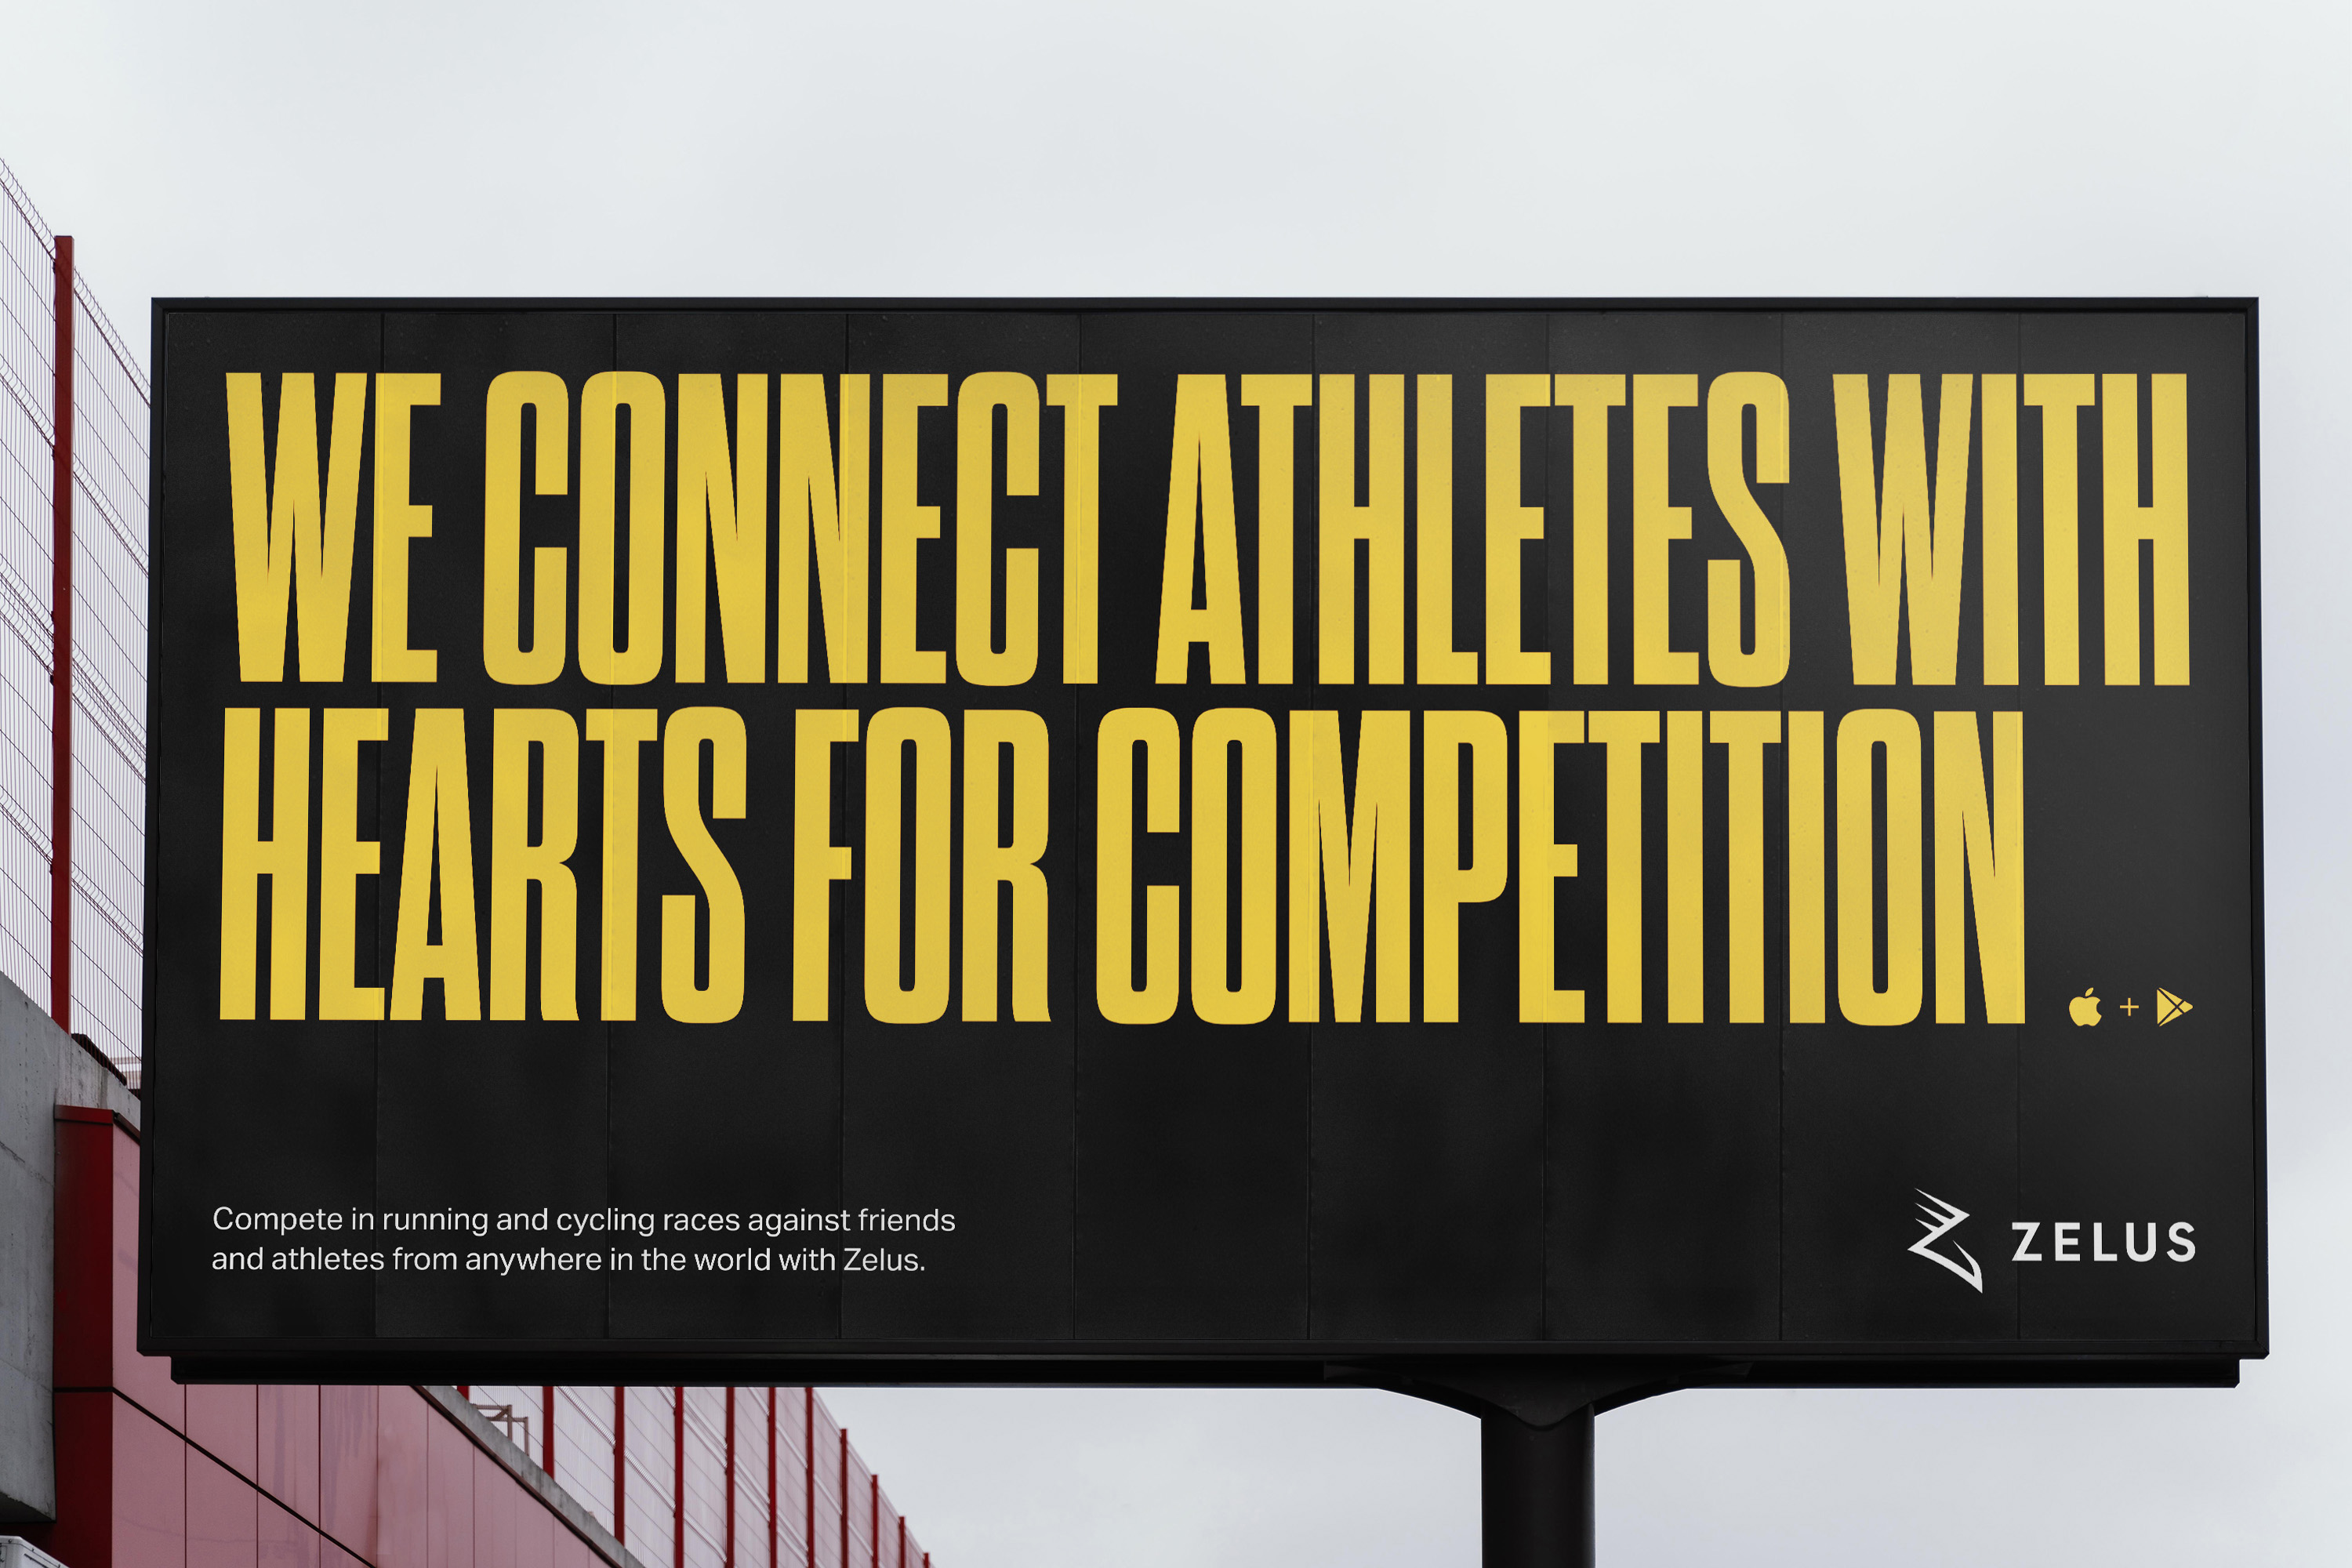 WE CONNECT ATHLETES WITH
HEARTS FOR COMPETITION
+
Compete in running and cycling races against friends
and athletes from anywhere in the world with Zelus.
ZELUS